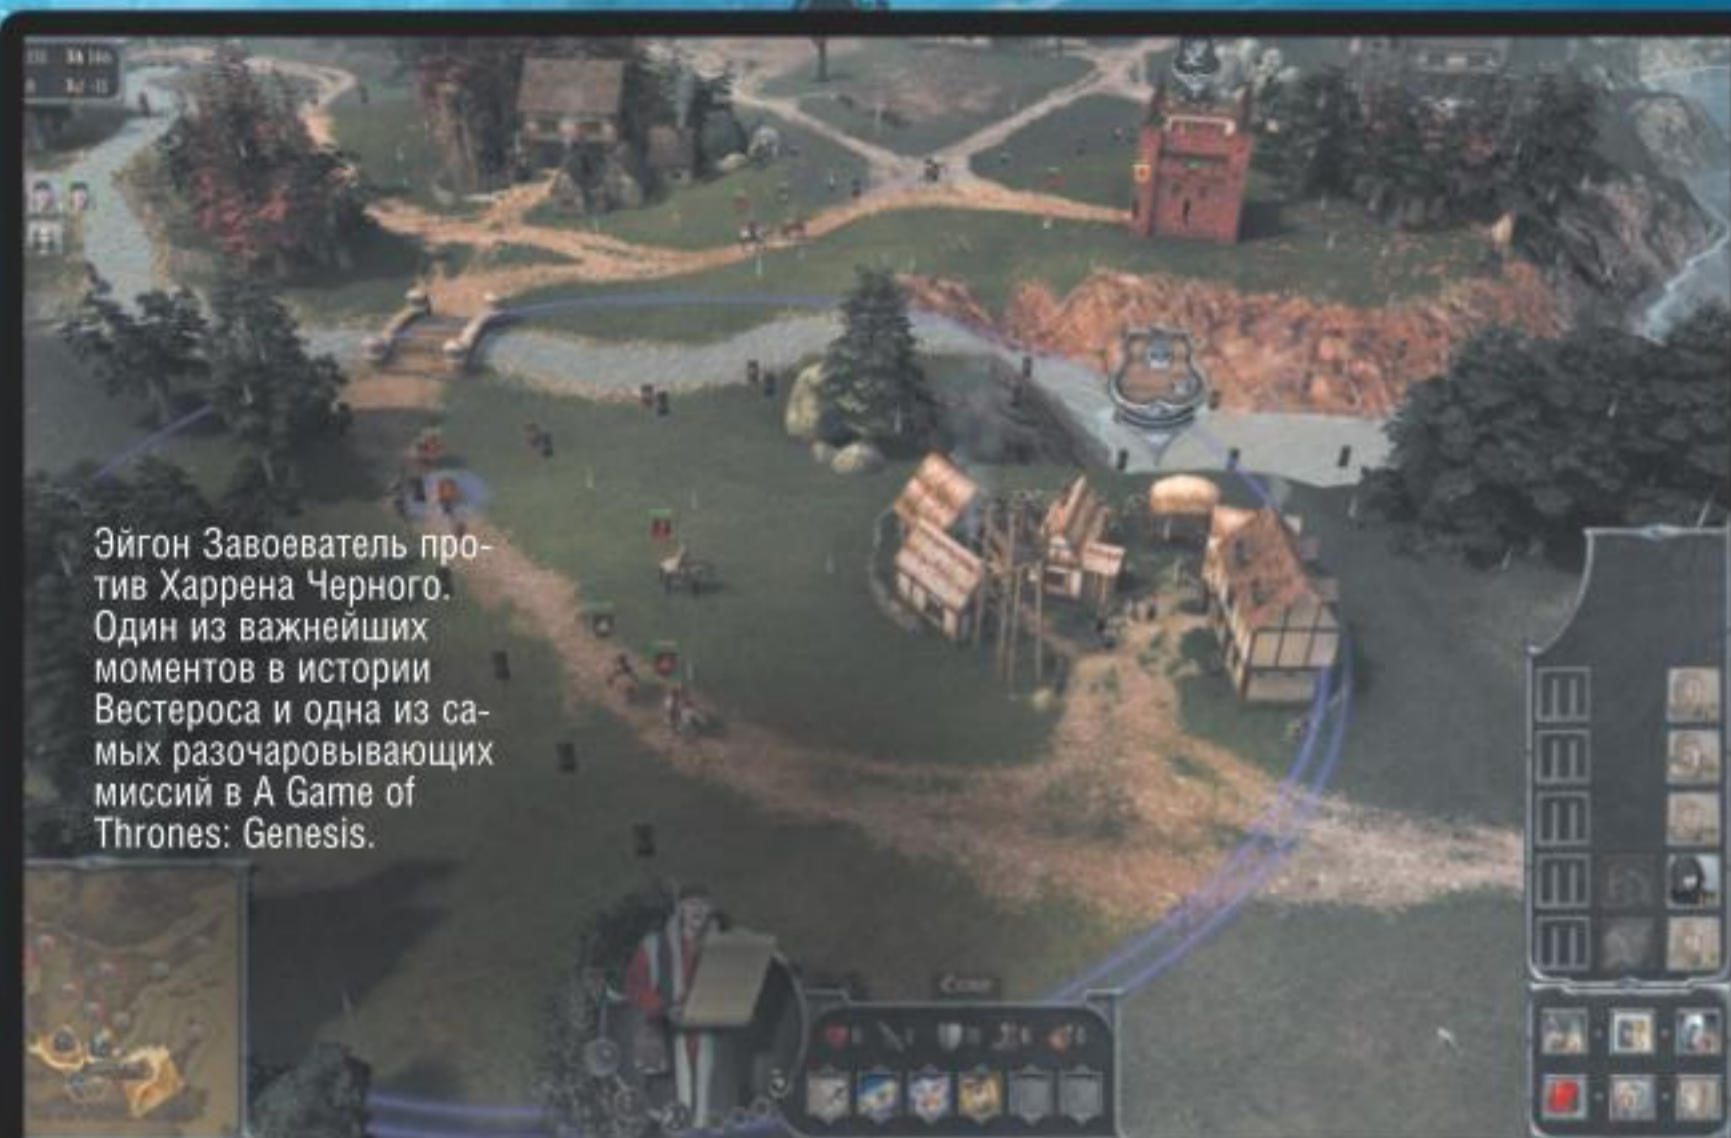 Эйгон Завоеватель про-
тив Харрена Черного.
Один из важнейших
моментов в истории
Вестероса и одна из са-
мых разочаровывающих
миссий в A Game of
Thrones: Genesis.